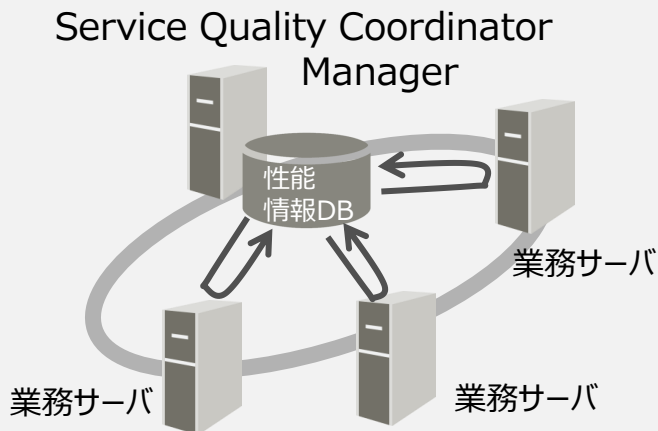 Service Quality Coordinator
Manager
性能
情報DB
業務サーバ
業務サーバ
業務サーバ